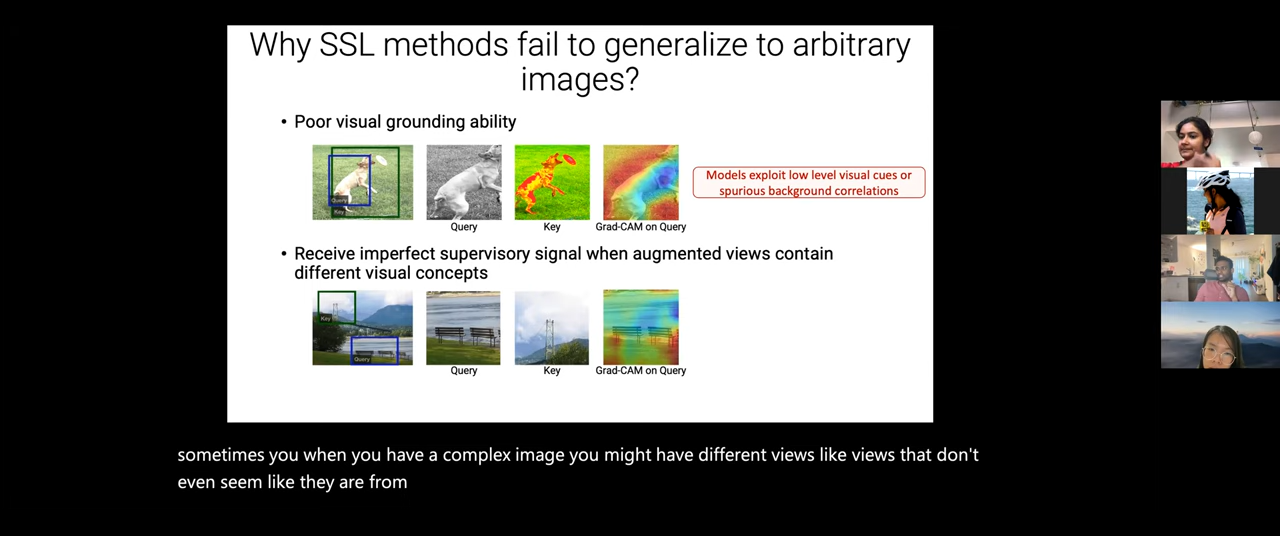 Why SSL methods fail to generalize to arbitrary
images?
• Poor visual grounding ability
Query
Key
Query
Key
Grad-CAM on Query
Models exploit low level visual cues or
spurious background correlations
• Receive imperfect supervisory signal when augmented views contain
different visual concepts
Key
Query
Query
Key
Grad-CAM on Query
sometimes you when you have a complex image you might have different views like views that don't
even seem like they are from